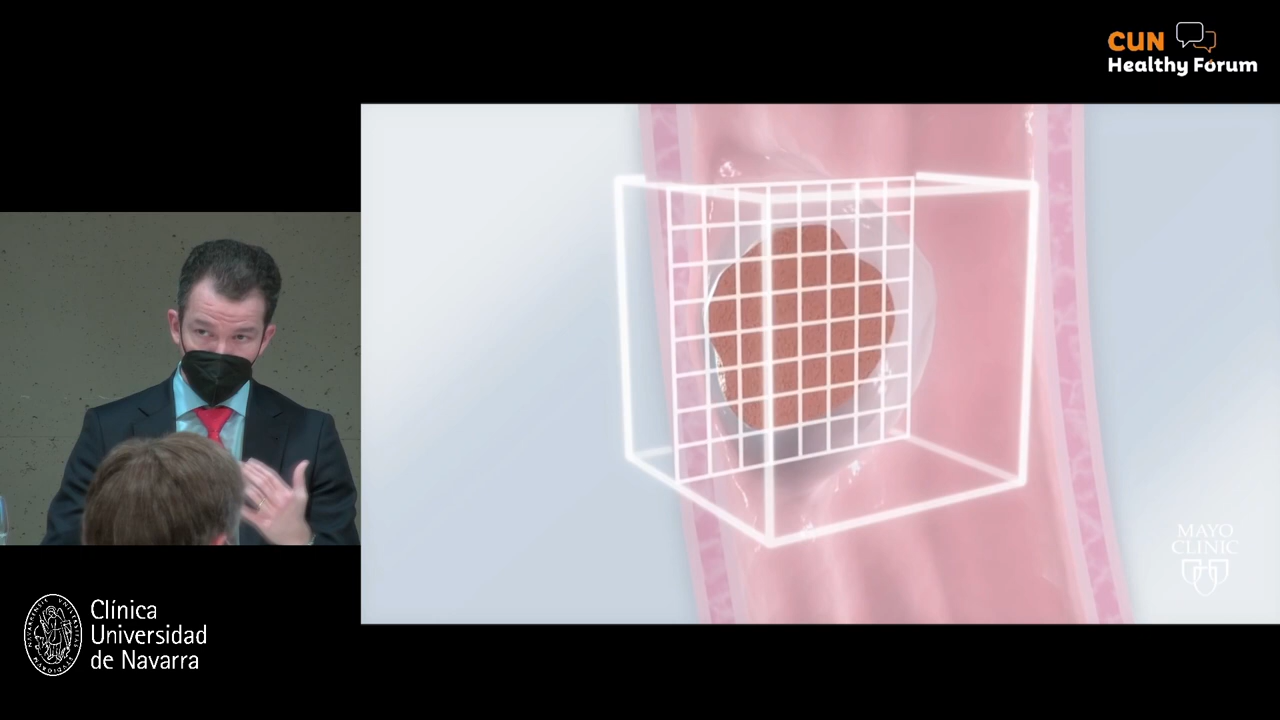 CUN
Healthy Forum
MAYO
CLINIC
Clínica
Universidad
de Navarra